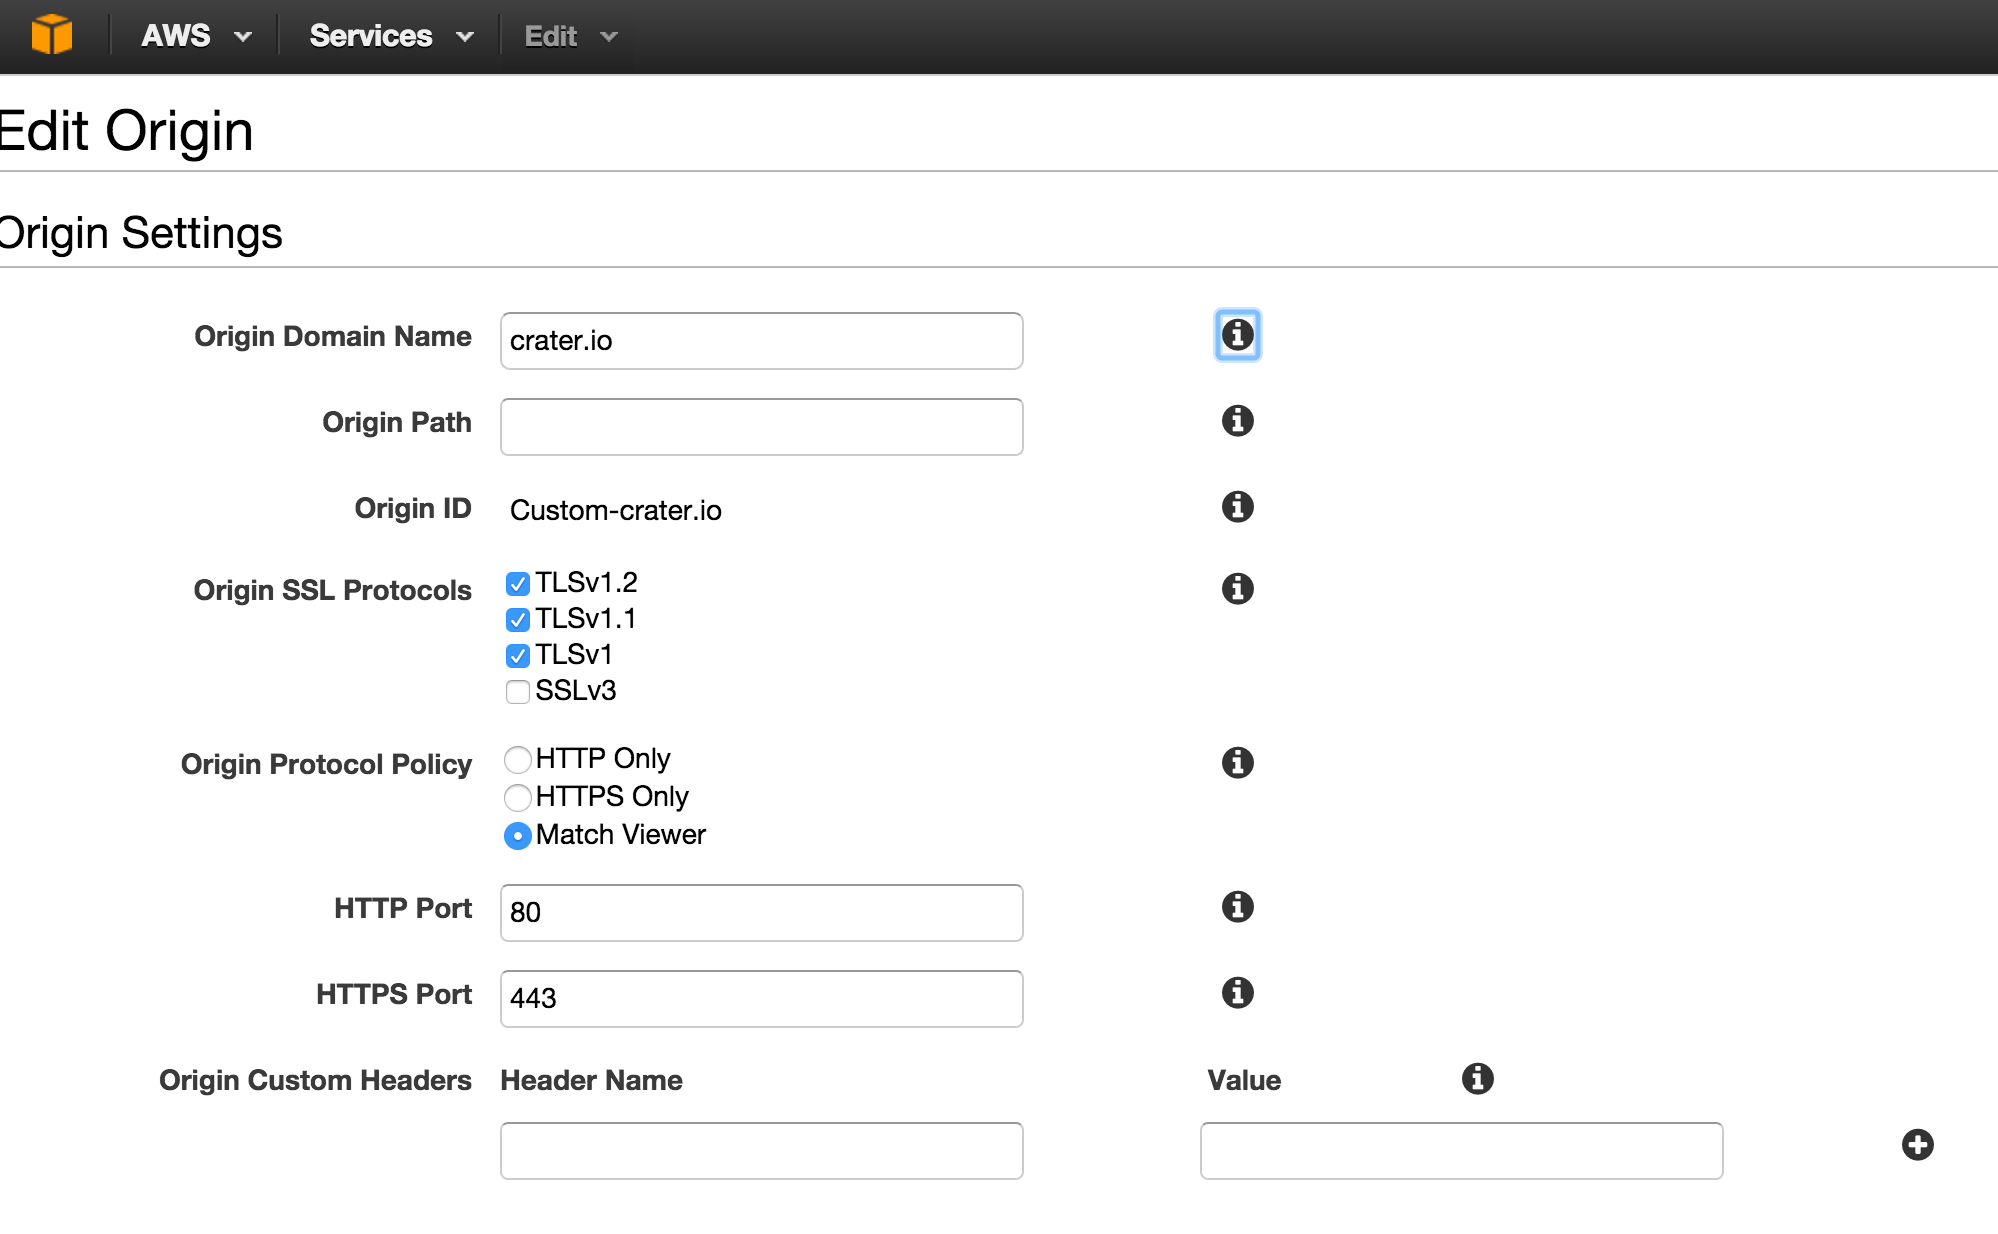 AWS Services Edit
Edit Origin
Origin Settings
Origin Domain Name crater.io
Origin Path
Origin ID Custom-crater.io
Origin SSL Protocols TLSv1.2
TLSv1.1
TLSv1
SSLv3
Origin Protocol Policy HTTP Only
HTTPS Only
Match Viewer
HTTP Port 80
HTTPS Port 443
Origin Custom Headers Header Name Value